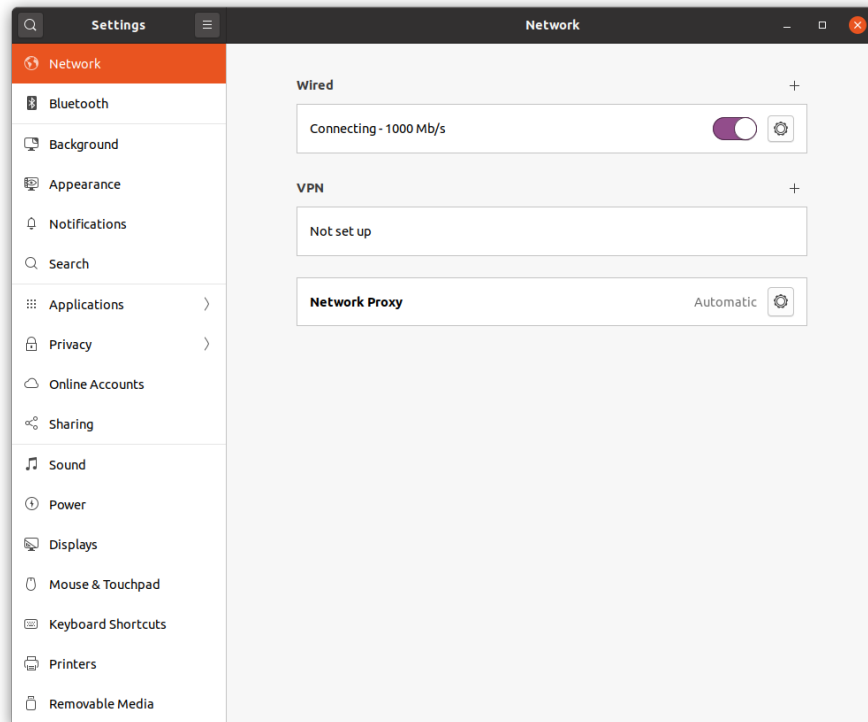 Settings
Network
Network
Bluetooth
Background
Appearance
Notifications
Search
Applications
Privacy
Online Accounts
Sharing
Sound
Power
Displays
Mouse & Touchpad
Keyboard Shortcuts
Printers
Removable Media
Wired
Connecting - 1000 Mb/s
VPN
Not set up
Network Proxy Automatic